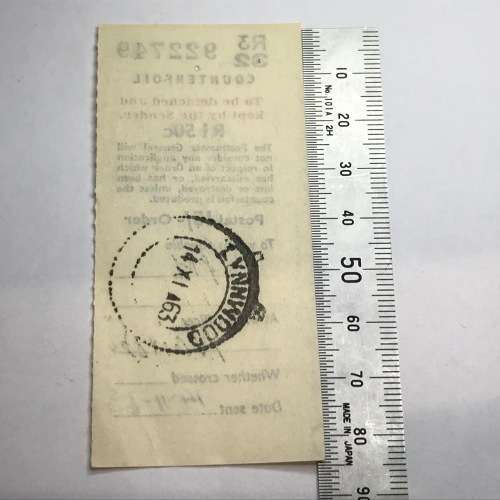 R3
92 922749
COUNTERFOIL
To be detached and
kept by the Sender.
R1 50c
The Postmaster General will
not consider any application
in respect of an Order which
has miscarried, or has been
lost or destroyed, unless the
counterfoil is produced.
Postal Order
To
Whether crossed
Date sent
LYNNWOOD
14 XI 63
10
No.101A 2H
20
30
40
50
60
70
MADE IN JAPAN
80
90